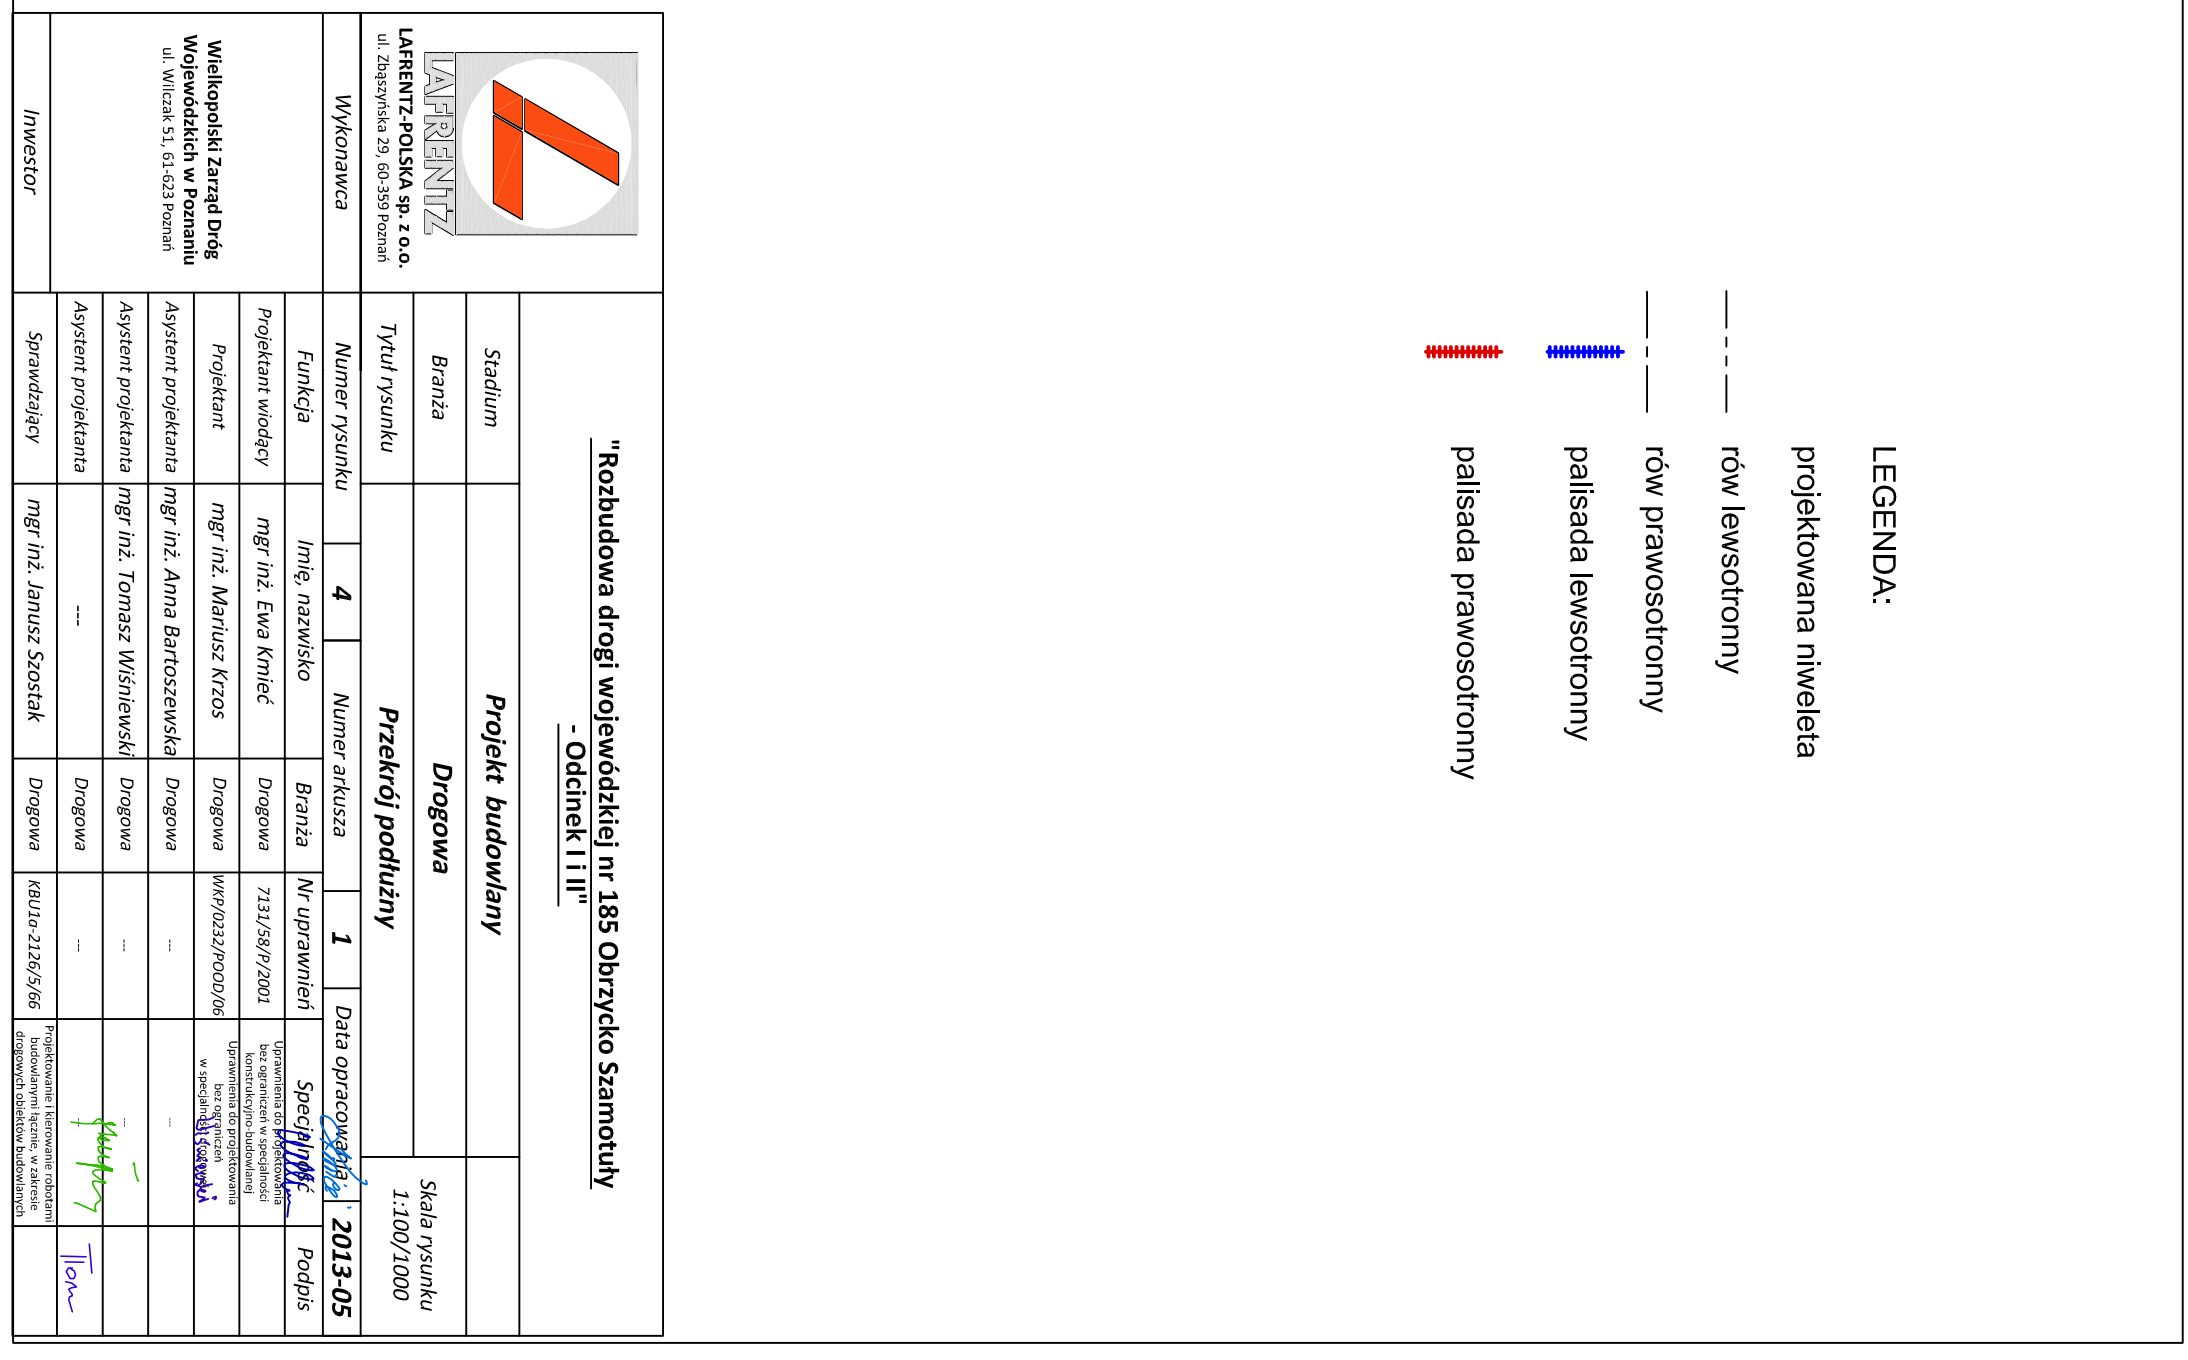 LEGENDA:
projektowana niweleta
rów lewsotronny
rów prawosotronny
palisada lewsotronny
palisada prawosotronny
LAFRENTZ
LAFRENTZ-POLSKA sp. z o.o.
ul. Zbąszyńska 29, 60-359 Poznań
"Rozbudowa drogi wojewódzkiej nr 185 Obrzycko Szamotuły
- Odcinek I i II"
Stadium Projekt budowlany
Branża Drogowa
Tytuł rysunku Przekrój podłużny
Skala rysunku
1:100/1000
Wykonawca Numer rysunku 4 Numer arkusza 1 Data opracowania 2013-05
Wielkopolski Zarząd Dróg
Wojewódzkich w Poznaniu
ul. Wilczak 51, 61-623 Poznań
Inwestor
Funkcja Imię, nazwisko Branża Nr uprawnień Specjalność Podpis
Projektant wiodący mgr inż. Ewa Kmieć Drogowa 7131/58/P/2001
Uprawnienia do projektowania
bez ograniczeń w specjalności
konstrukcyjno-budowlanej
Projektant mgr inż. Mariusz Krzos Drogowa WKP/0232/POOD/06
Uprawnienia do projektowania
bez ograniczeń
w specjalności drogowej
Asystent projektanta mgr inż. Anna Bartoszewska Drogowa --- ---
Asystent projektanta mgr inż. Tomasz Wiśniewski Drogowa --- ---
Asystent projektanta --- Drogowa --- ---
Sprawdzający mgr inż. Janusz Szostak Drogowa KBU1a-2126/5/66
Projektowanie i kierowanie robotami
budowlanymi łącznie, w zakresie
drogowych obiektów budowlanych